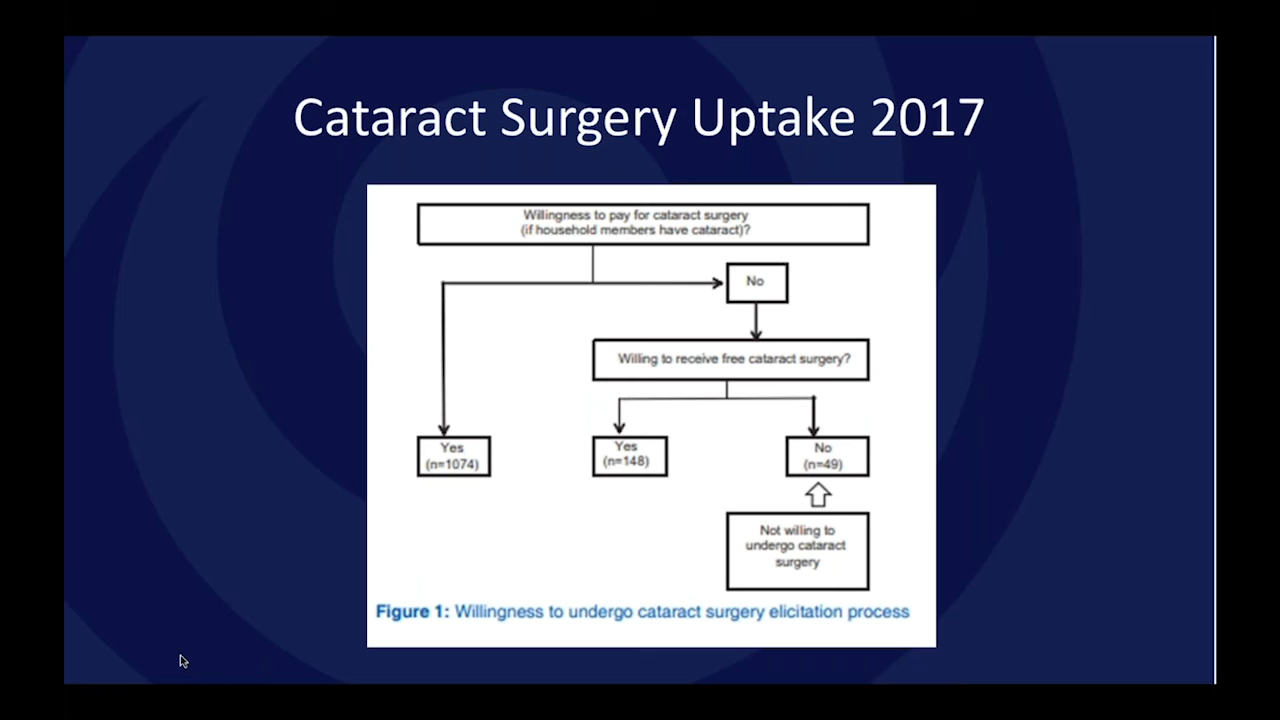 Cataract Surgery Uptake 2017
Willingness to pay for cataract surgery
(if household members have cataract)?
No
Willing to receive free cataract surgery?
Yes
(n=1074)
Yes
(n=148)
No
(n=49)
Not willing to
undergo cataract
surgery
Figure 1: Willingness to undergo cataract surgery elicitation process